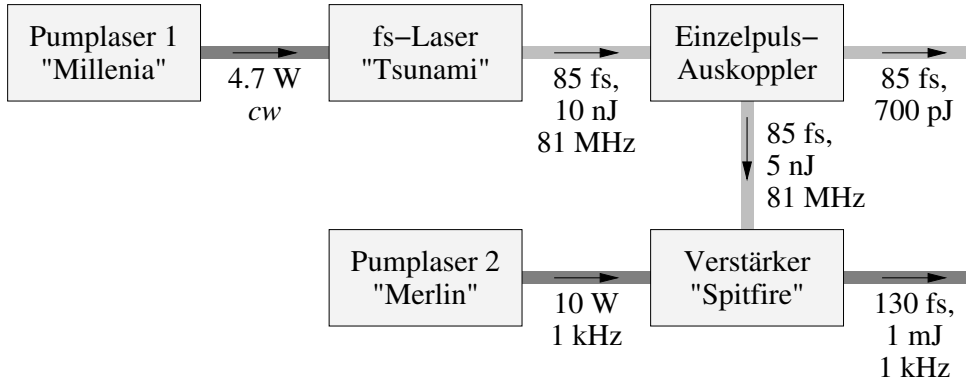 Pumplaser 1
"Millenia"
4.7 W
cw
fs−Laser
"Tsunami"
85 fs,
10 nJ
81 MHz
Einzelpuls−
Auskoppler
85 fs,
700 pJ
85 fs,
5 nJ
81 MHz
Pumplaser 2
"Merlin"
10 W
1 kHz
Verstärker
"Spitfire"
130 fs,
1 mJ
1 kHz